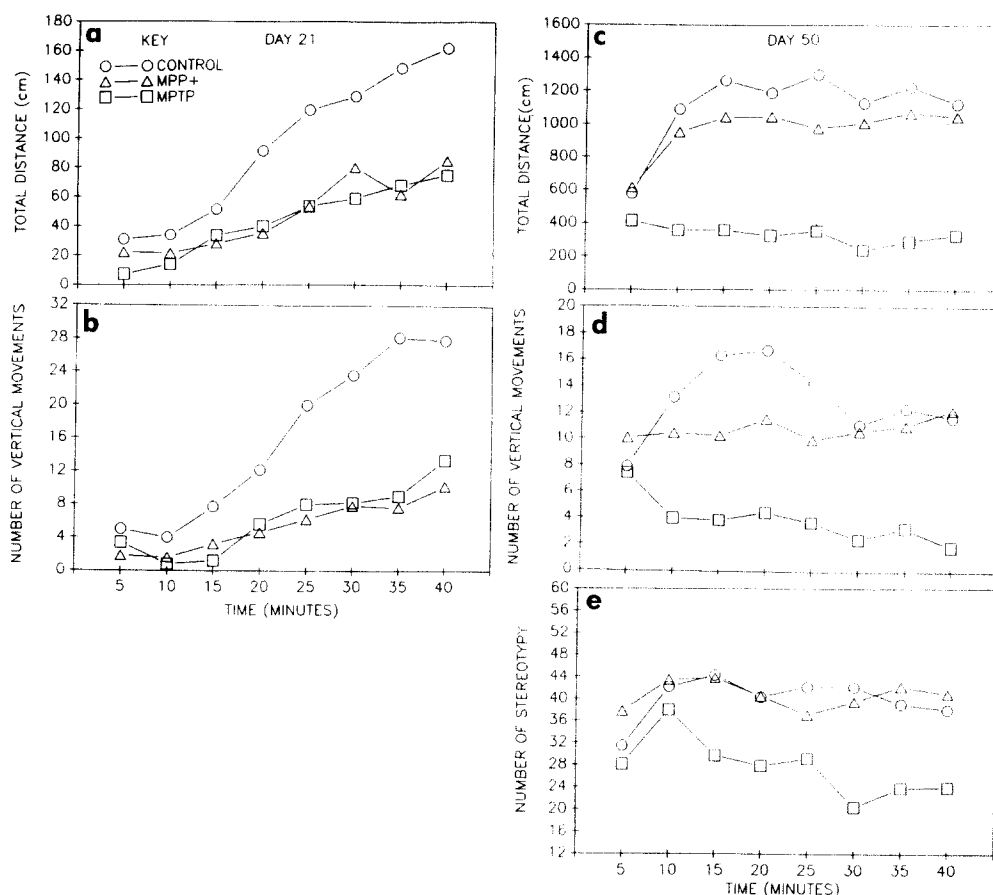 a
KEY
DAY 21
CONTROL
MPP+
MPTP
TOTAL DISTANCE (cm)
180
160
140
120
100
80
60
40
20
0
b
NUMBER OF VERTICAL MOVEMENTS
32
28
24
20
16
12
8
4
0
5 10 15 20 25 30 35 40
TIME (MINUTES)
c
DAY 50
TOTAL DISTANCE(cm)
1600
1400
1200
1000
800
600
400
200
0
d
NUMBER OF VERTICAL MOVEMENTS
20
18
16
14
12
10
8
6
4
2
0
e
NUMBER OF STEREOTYPY
60
56
52
48
44
40
36
32
28
24
20
16
12
5 10 15 20 25 30 35 40
TIME (MINUTES)